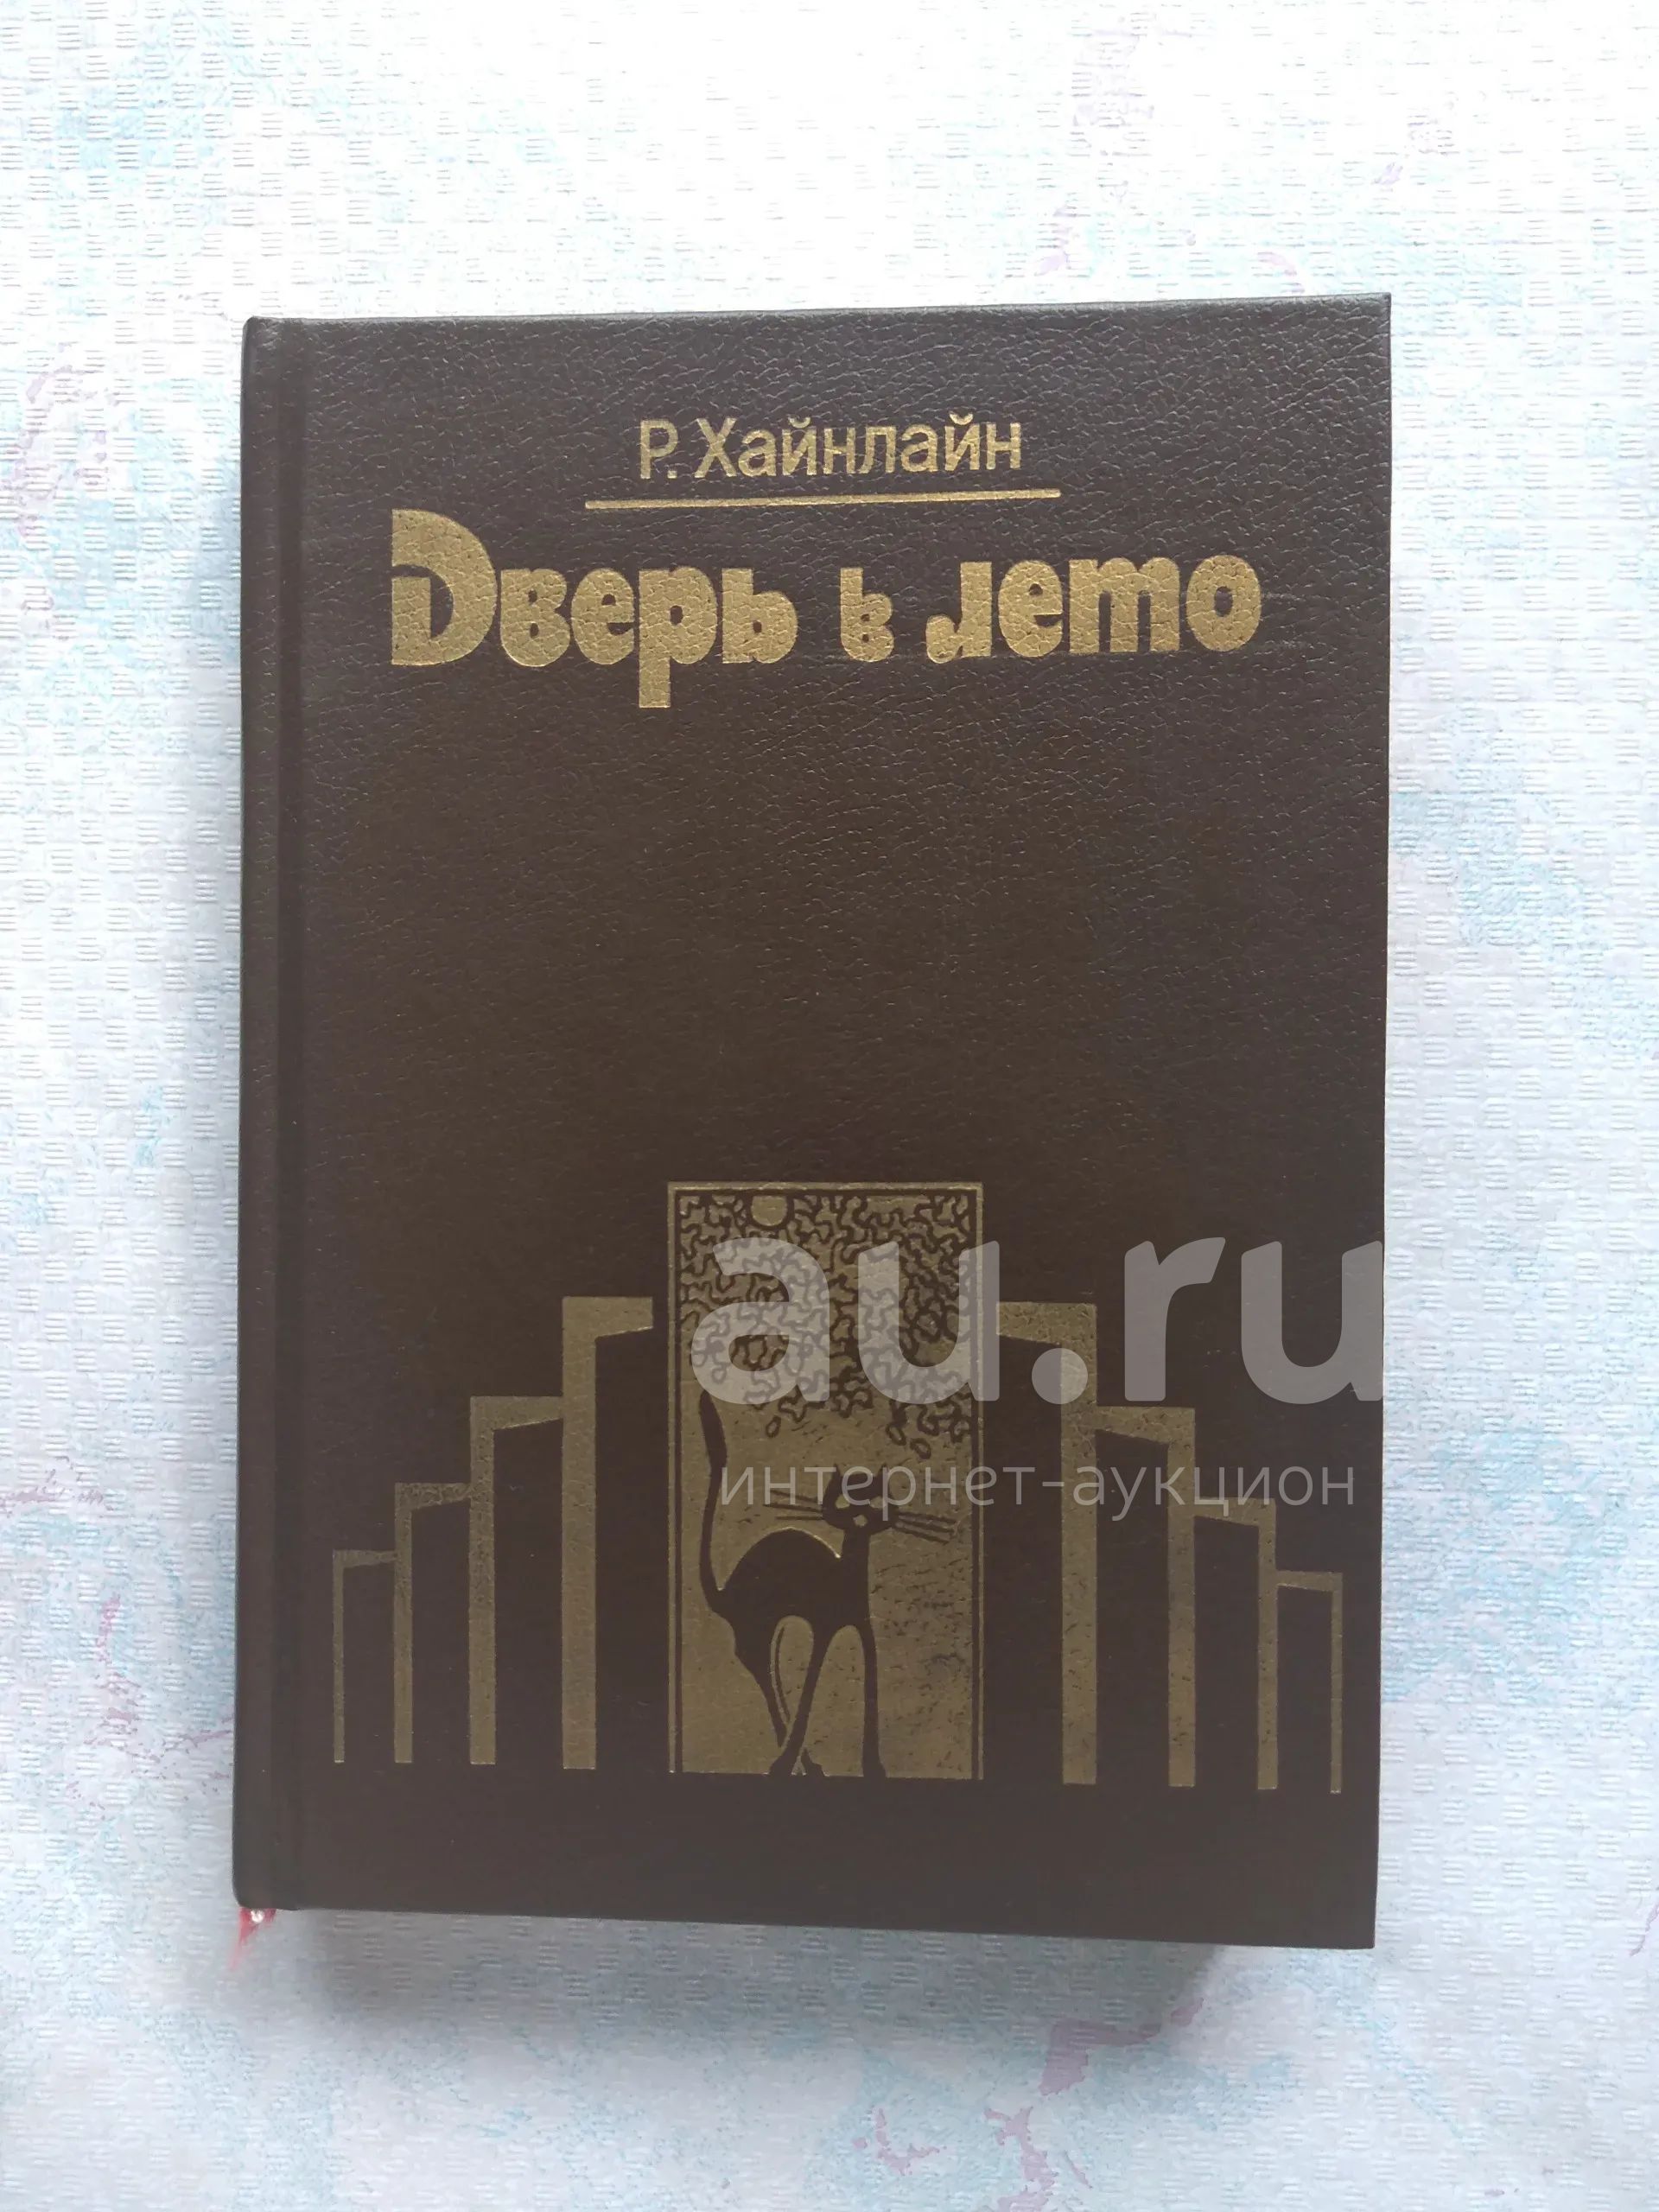 Р. Хайнлайн
Дверь в лето
au.ru
интернет-аукцион